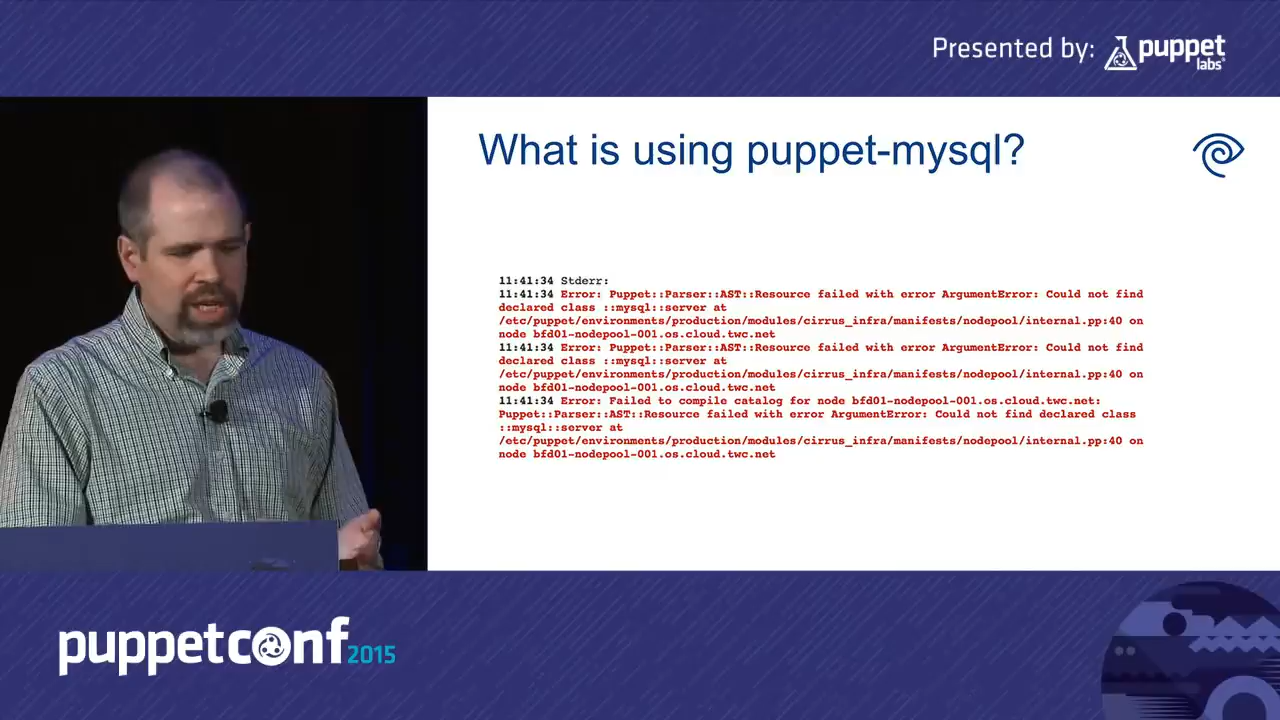 Presented by: puppet labs
What is using puppet-mysql?
11:41:34 Stderr:
11:41:34 Error: Puppet::Parser::AST::Resource failed with error ArgumentError: Could not find
declared class ::mysql::server at
/etc/puppet/environments/production/modules/cirrus_infra/manifests/nodepool/internal.pp:40 on
node bfd01-nodepool-001.os.cloud.twc.net
11:41:34 Error: Puppet::Parser::AST::Resource failed with error ArgumentError: Could not find
declared class ::mysql::server at
/etc/puppet/environments/production/modules/cirrus_infra/manifests/nodepool/internal.pp:40 on
node bfd01-nodepool-001.os.cloud.twc.net
11:41:34 Error: Failed to compile catalog for node bfd01-nodepool-001.os.cloud.twc.net:
Puppet::Parser::AST::Resource failed with error ArgumentError: Could not find declared class
::mysql::server at
/etc/puppet/environments/production/modules/cirrus_infra/manifests/nodepool/internal.pp:40 on
node bfd01-nodepool-001.os.cloud.twc.net
puppetconf 2015